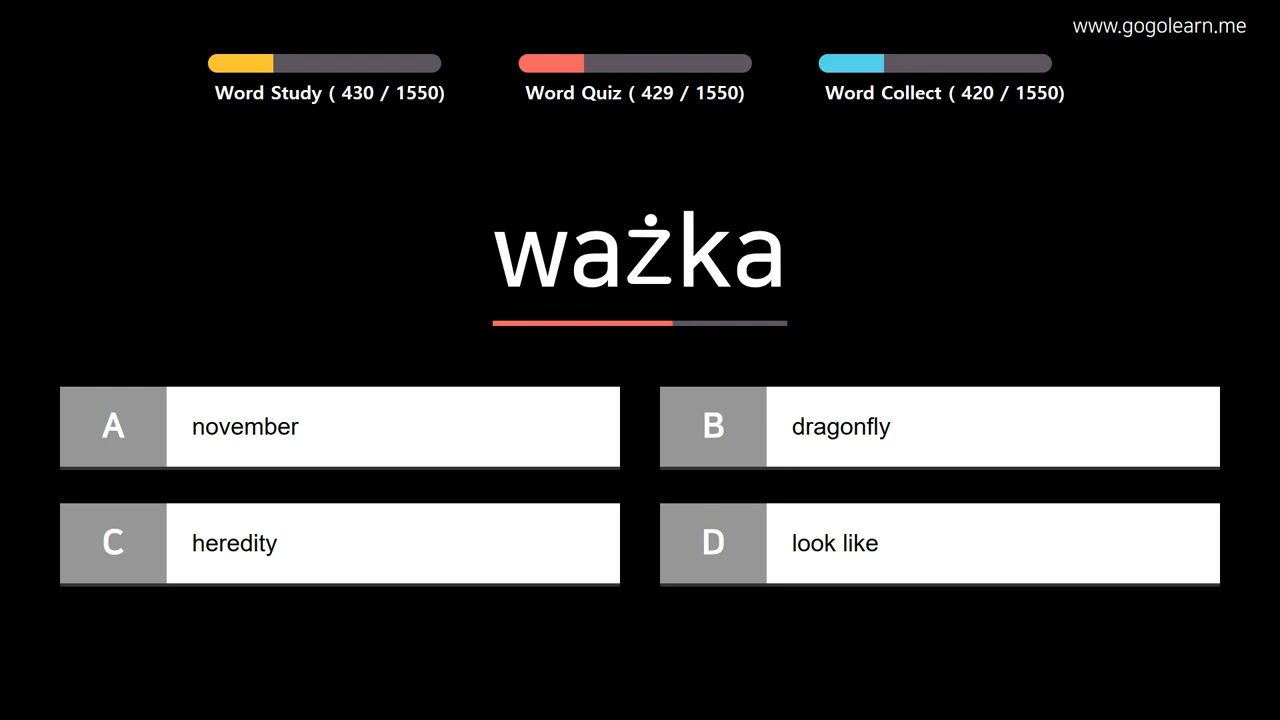 www.gogolearn.me
Word Study ( 430 / 1550)
Word Quiz ( 429 / 1550)
Word Collect ( 420 / 1550)
ważka
A november
B dragonfly
C heredity
D look like